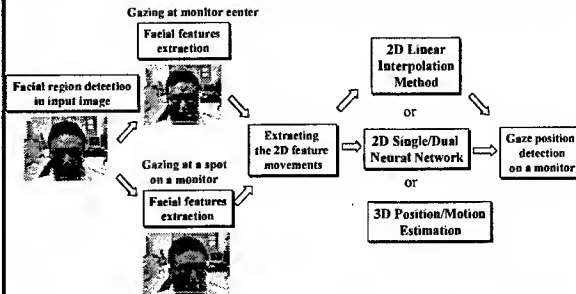 Gazing at monitor center
Facial features
extraction
Facial region detection
in input image
Gazing at a spot
on a monitor
Facial features
extraction
Extracting
the 2D feature
movements
2D Linear
Interpolation
Method
or
2D Single/Dual
Neural Network
or
3D Position/Motion
Estimation
Gaze position
detection
on a monitor